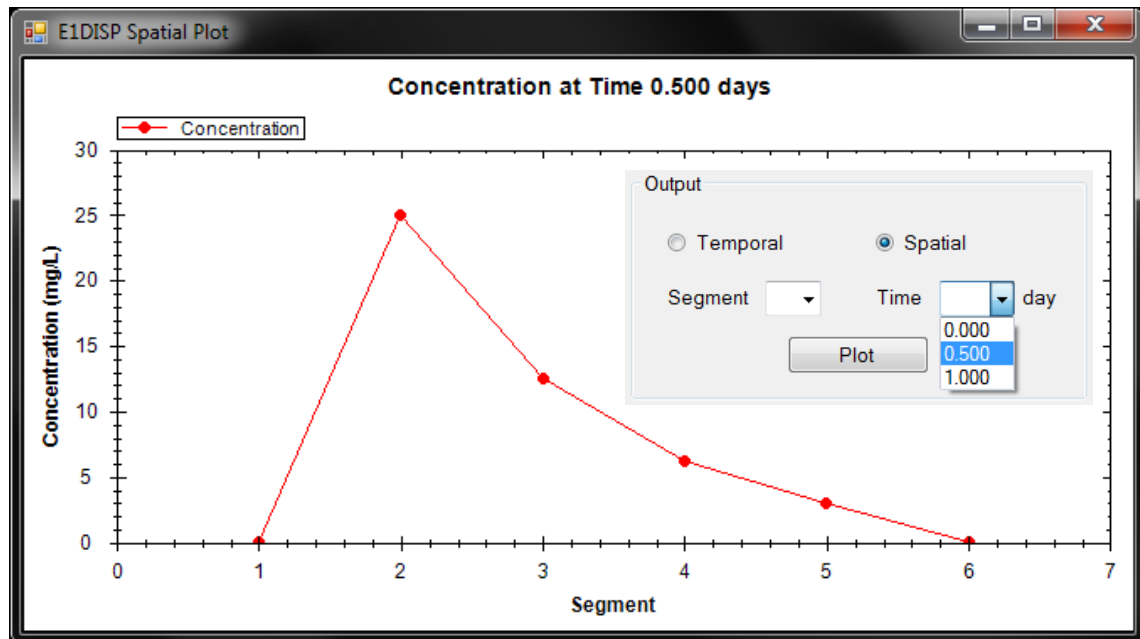 E1DISP Spatial Plot
Concentration at Time 0.500 days
Concentration
30
25
20
15
10
5
0
Concentration (mg/L)
Output
Temporal Spatial
Segment Time day
0.000
Plot 0.500
1.000
0 1 2 3 4 5 6 7
Segment